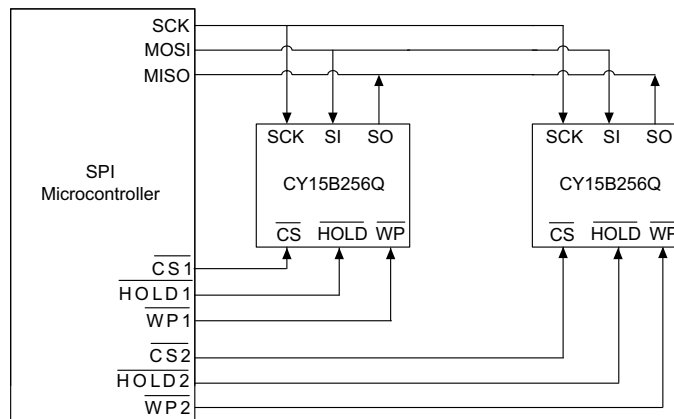 SCK
MOSI
MISO
SCK SI SO
SCK SI SO
SPI
Microcontroller
CY15B256Q
CY15B256Q
CS HOLD WP
CS HOLD WP
CS1
HOLD1
WP1
CS2
HOLD2
WP2